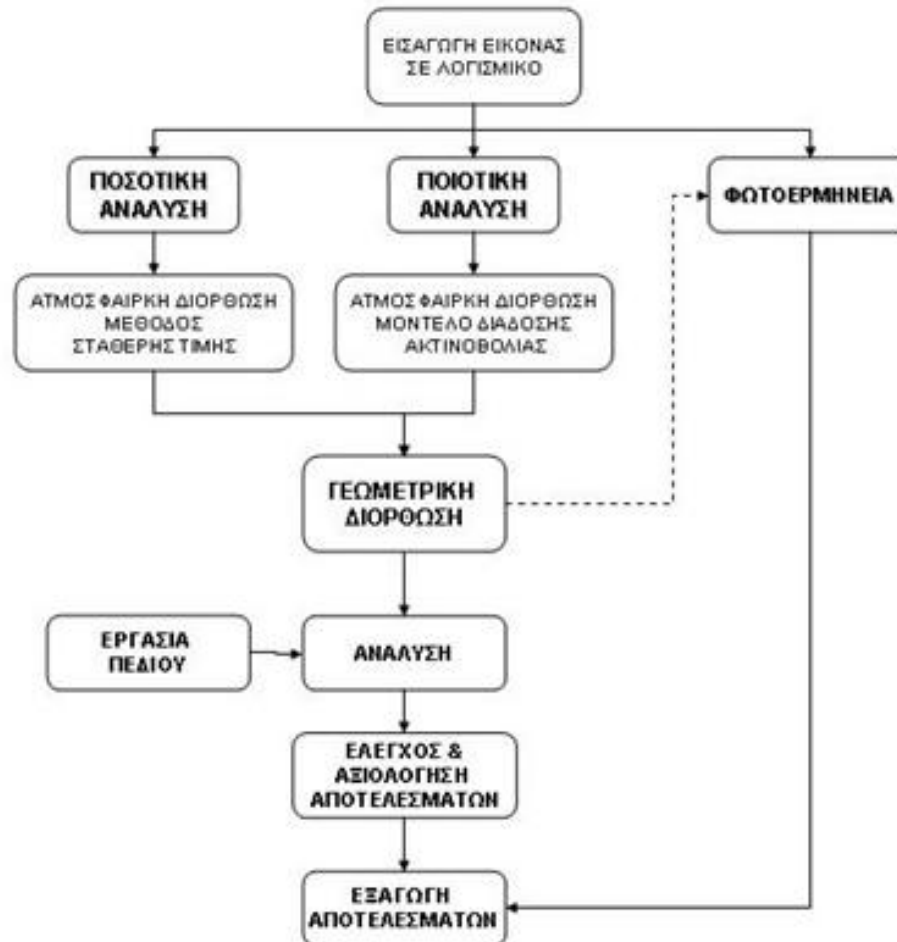 ΕΙΣΑΓΩΓΗ ΕΙΚΟΝΑΣ
ΣΕ ΛΟΓΙΣΜΙΚΟ
ΠΟΣΟΤΙΚΗ
ΑΝΑΛΥΣΗ
ΠΟΙΟΤΙΚΗ
ΑΝΑΛΥΣΗ
ΦΩΤΟΕΡΜΗΝΕΙΑ
ΑΤΜΟΣΦΑΙΡΚΗ ΔΙΟΡΘΩΣΗ
ΜΕΘΟΔΟΣ
ΣΤΑΘΕΡΗΣ ΤΙΜΗΣ
ΑΤΜΟΣΦΑΙΡΚΗ ΔΙΟΡΘΩΣΗ
ΜΟΝΤΕΛΟ ΔΙΑΔΟΣΗΣ
ΑΚΤΙΝΟΒΟΛΙΑΣ
ΓΕΩΜΕΤΡΙΚΗ
ΔΙΟΡΘΩΣΗ
ΕΡΓΑΣΙΑ
ΠΕΔΙΟΥ
ΑΝΑΛΥΣΗ
ΕΛΕΓΧΟΣ &
ΑΞΙΟΛΟΓΗΣΗ
ΑΠΟΤΕΛΕΣΜΑΤΩΝ
ΕΞΑΓΩΓΗ
ΑΠΟΤΕΛΕΣΜΑΤΩΝ